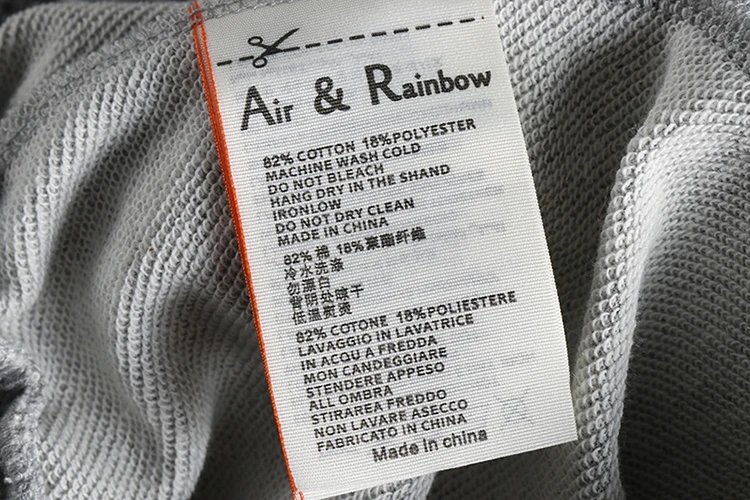 Air & Rainbow
82% COTTON 18%POLYESTER
MACHINE WASH COLD
DO NOT BLEACH
HANG DRY IN THE SHAND
IRONLOW
DO NOT DRY CLEAN
MADE IN CHINA
82% 棉 18%聚酯纤维
冷水洗涤
勿漂白
背阴处晾干
低温熨烫
82% COTONE 18%POLIESTERE
LAVAGGIO IN LAVATRICE
IN ACQU A FREDDA
MON CANDEGGIARE
STENDERE APPESO
ALL OMBRA
STIRAREA FREDDO
NON LAVARE ASECCO
FABRICATO IN CHINA
Made In china